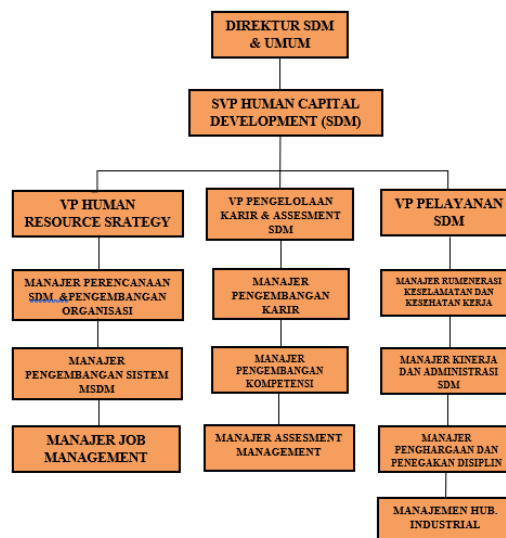 DIREKTUR SDM
& UMUM
SVP HUMAN CAPITAL
DEVELOPMENT (SDM)
VP HUMAN
RESOURCE SRATEGY
VP PENGELOLAAN
KARIR & ASSESMENT
SDM
VP PELAYANAN
SDM
MANAJER PERENCANAAN
SDM &PENGEMBANGAN
ORGANISASI
MANAJER
PENGEMBANGAN
KARIR
MANAJER RUMENERASI
KESELAMATAN DAN
KESEHATAN KERJA
MANAJER
PENGEMBANGAN SISTEM
MSDM
MANAJER
PENGEMBANGAN
KOMPETENSI
MANAJER KINERJA
DAN ADMINISTRASI
SDM
MANAJER JOB
MANAGEMENT
MANAJER ASSESMENT
MANAGEMENT
MANAJER
PENGHARGAAN DAN
PENEGAKAN DISIPLIN
MANAJEMEN HUB.
INDUSTRIAL